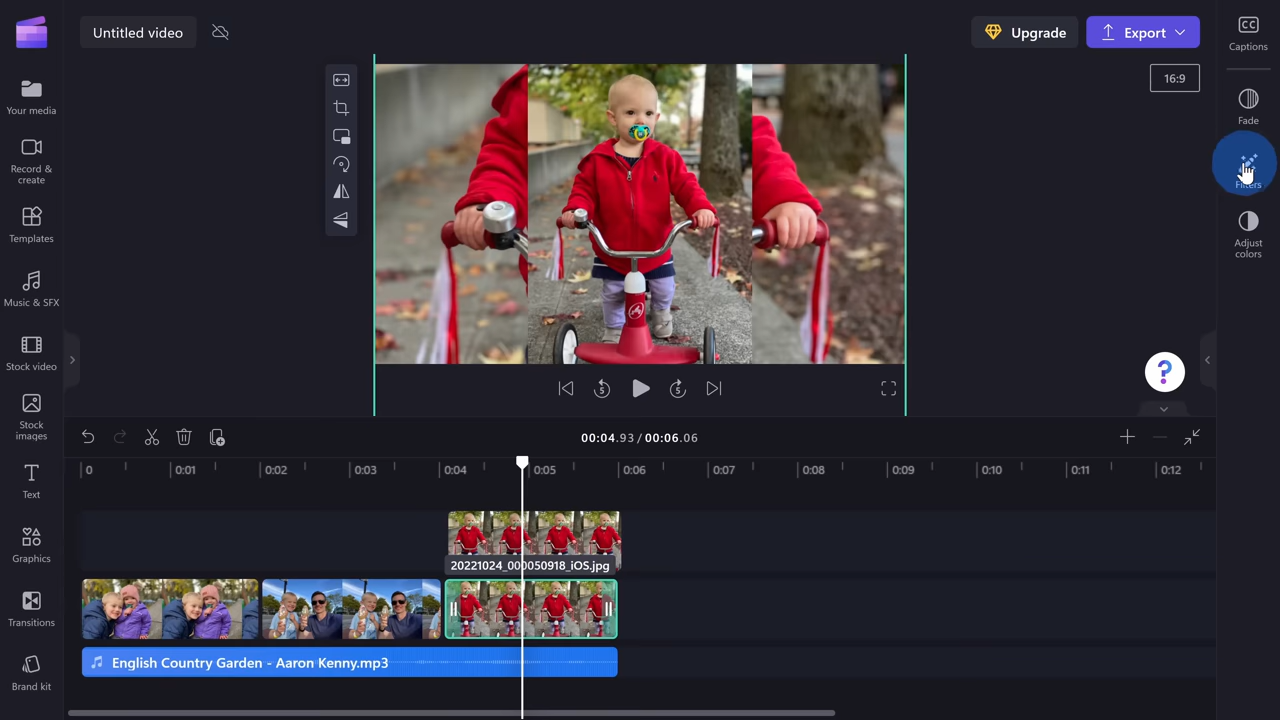 Untitled video
Upgrade
Export
CC
Captions
16:9
Your media
Fade
Record &
create
Filters
Templates
Adjust
colors
Music & SFX
Stock video
5
5
?
Stock
images
00:04.93 / 00:06.06
Text
0
0:01
0:02
0:03
0:04
0:05
0:06
0:07
0:08
0:09
0:10
0:11
0:12
Graphics
20221024_000050918_iOS.jpg
Transitions
English Country Garden - Aaron Kenny.mp3
Brand kit